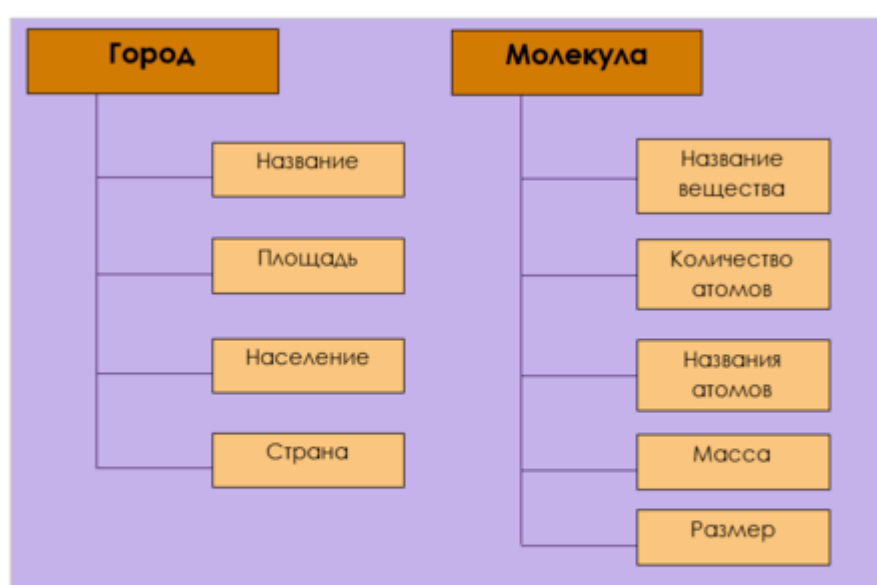 Город
Название
Площадь
Население
Страна
Молекула
Название
вещества
Количество
атомов
Названия
атомов
Масса
Размер